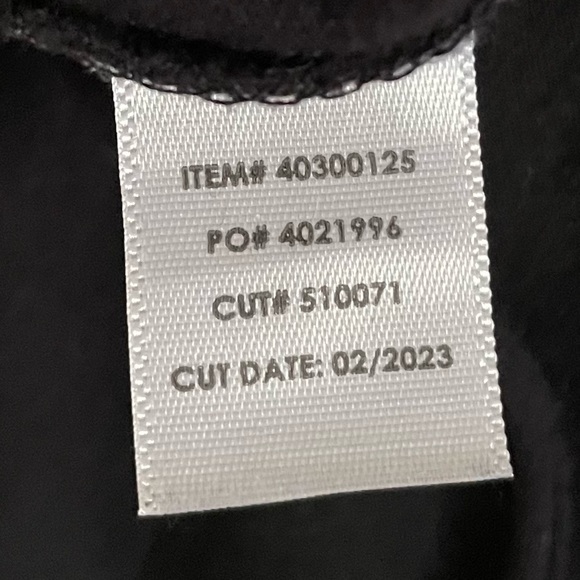 ITEM# 40300125
PO# 4021996
CUT# 510071
CUT DATE: 02/2023